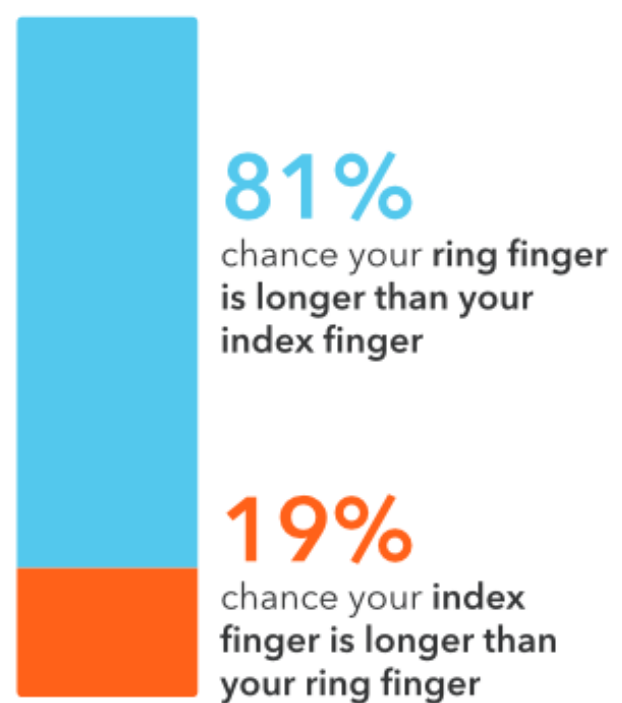 81%
chance your ring finger
is longer than your
index finger
19%
chance your index
finger is longer than
your ring finger